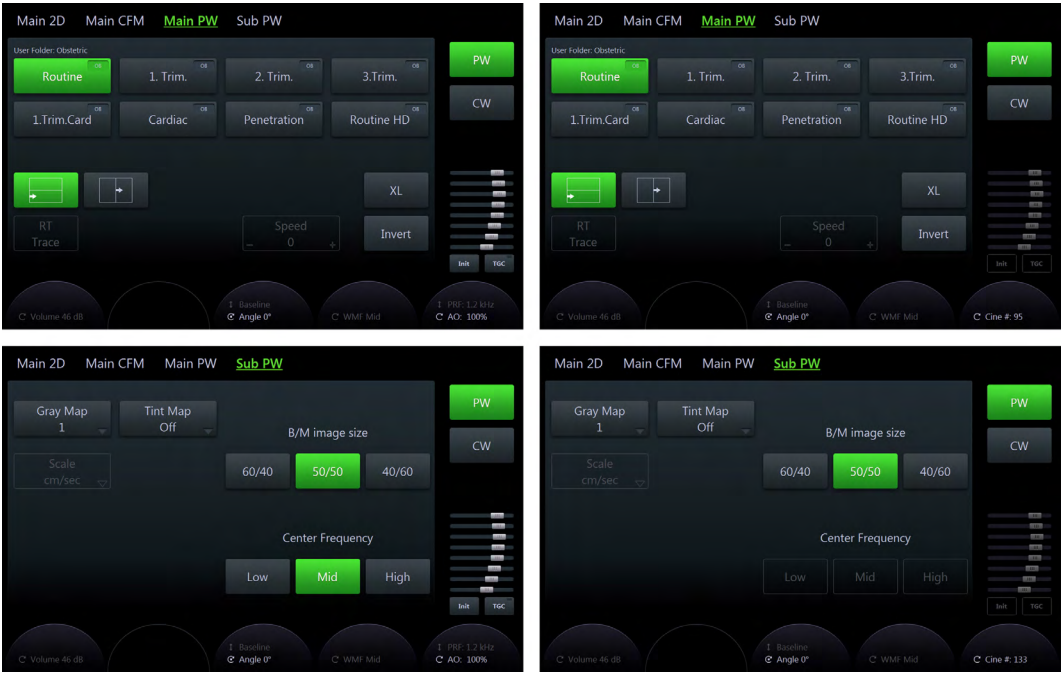 Main 2D Main CFM Main PW Sub PW
User Folder: Obstetric
Routine OB 1. Trim. OB 2. Trim. OB 3.Trim. OB
PW
1.Trim.Card OB Cardiac OB Penetration OB Routine HD OB
CW
XL
RT
Trace
Speed
- 0 +
Invert
Init TGC
Baseline
PRF: 1.2 kHz
Volume 46 dB Angle 0° WMF Mid AO: 100%
Main 2D Main CFM Main PW Sub PW
User Folder: Obstetric
Routine OB 1. Trim. OB 2. Trim. OB 3.Trim. OB
PW
1.Trim.Card OB Cardiac OB Penetration OB Routine HD OB
CW
XL
RT
Trace
Speed
- 0 +
Invert
Init TGC
Baseline
Volume 46 dB Angle 0° WMF Mid Cine #: 95
Main 2D Main CFM Main PW Sub PW
Gray Map
1
Tint Map
Off
PW
B/M image size
CW
Scale
cm/sec
60/40 50/50 40/60
Center Frequency
Low Mid High
Init TGC
Baseline
PRF: 1.2 kHz
Volume 46 dB Angle 0° WMF Mid AO: 100%
Main 2D Main CFM Main PW Sub PW
Gray Map
1
Tint Map
Off
PW
B/M image size
CW
Scale
cm/sec
60/40 50/50 40/60
Center Frequency
Low Mid High
Init TGC
Baseline
Volume 46 dB Angle 0° WMF Mid Cine #: 133